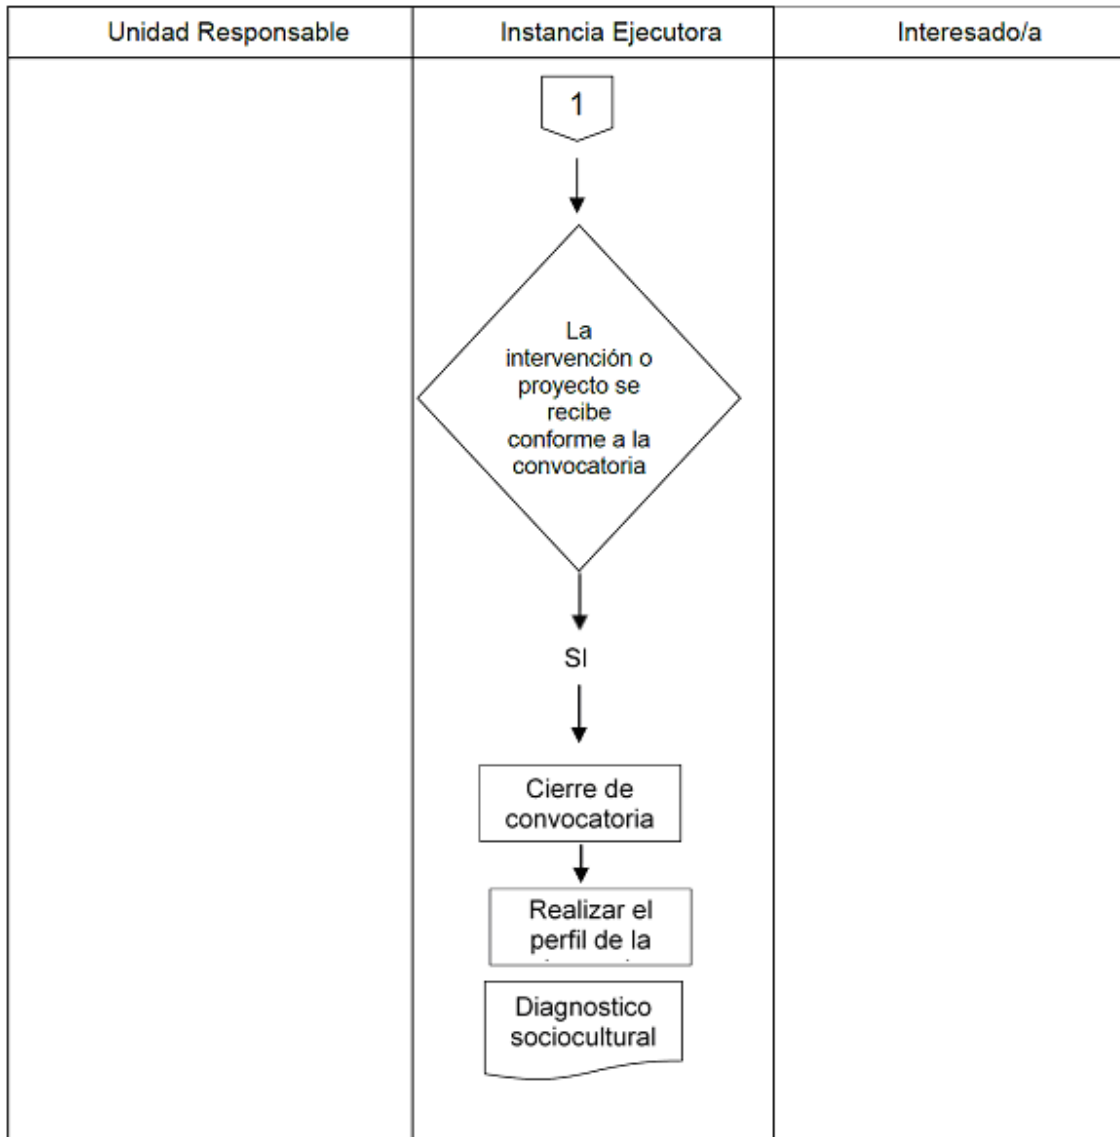 Unidad Responsable
Instancia Ejecutora
Interesado/a
1
La
intervención o
proyecto se
recibe
conforme a la
convocatoria
SI
Cierre de
convocatoria
Realizar el
perfil de la
Diagnostico
sociocultural